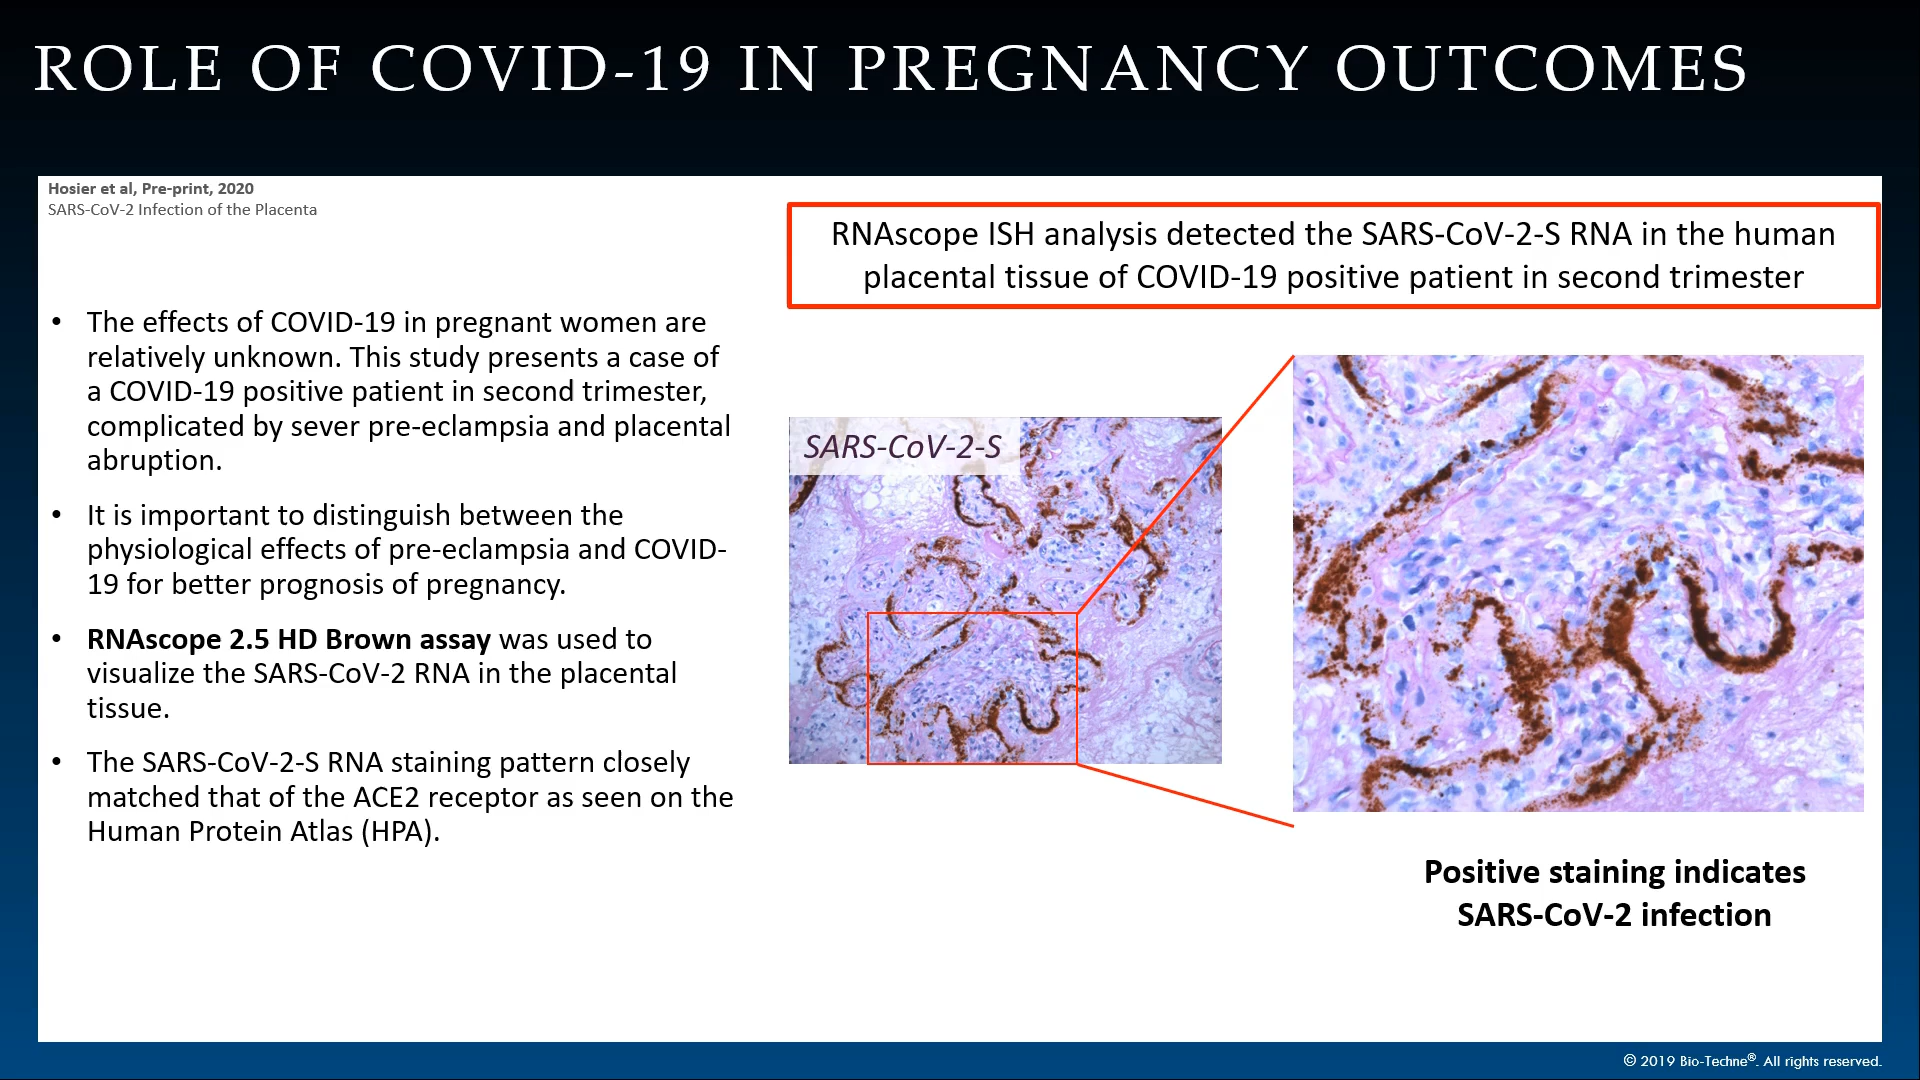 ROLE OF COVID-19 IN PREGNANCY OUTCOMES
Hosier et al, Pre-print, 2020
SARS-CoV-2 Infection of the Placenta
• The effects of COVID-19 in pregnant women are
relatively unknown. This study presents a case of
a COVID-19 positive patient in second trimester,
complicated by sever pre-eclampsia and placental
abruption.
• It is important to distinguish between the
physiological effects of pre-eclampsia and COVID-
19 for better prognosis of pregnancy.
• RNAscope 2.5 HD Brown assay was used to
visualize the SARS-CoV-2 RNA in the placental
tissue.
• The SARS-CoV-2-S RNA staining pattern closely
matched that of the ACE2 receptor as seen on the
Human Protein Atlas (HPA).
RNAscope ISH analysis detected the SARS-CoV-2-S RNA in the human
placental tissue of COVID-19 positive patient in second trimester
SARS-CoV-2-S
Positive staining indicates
SARS-CoV-2 infection
© 2019 Bio-Techne®. All rights reserved.